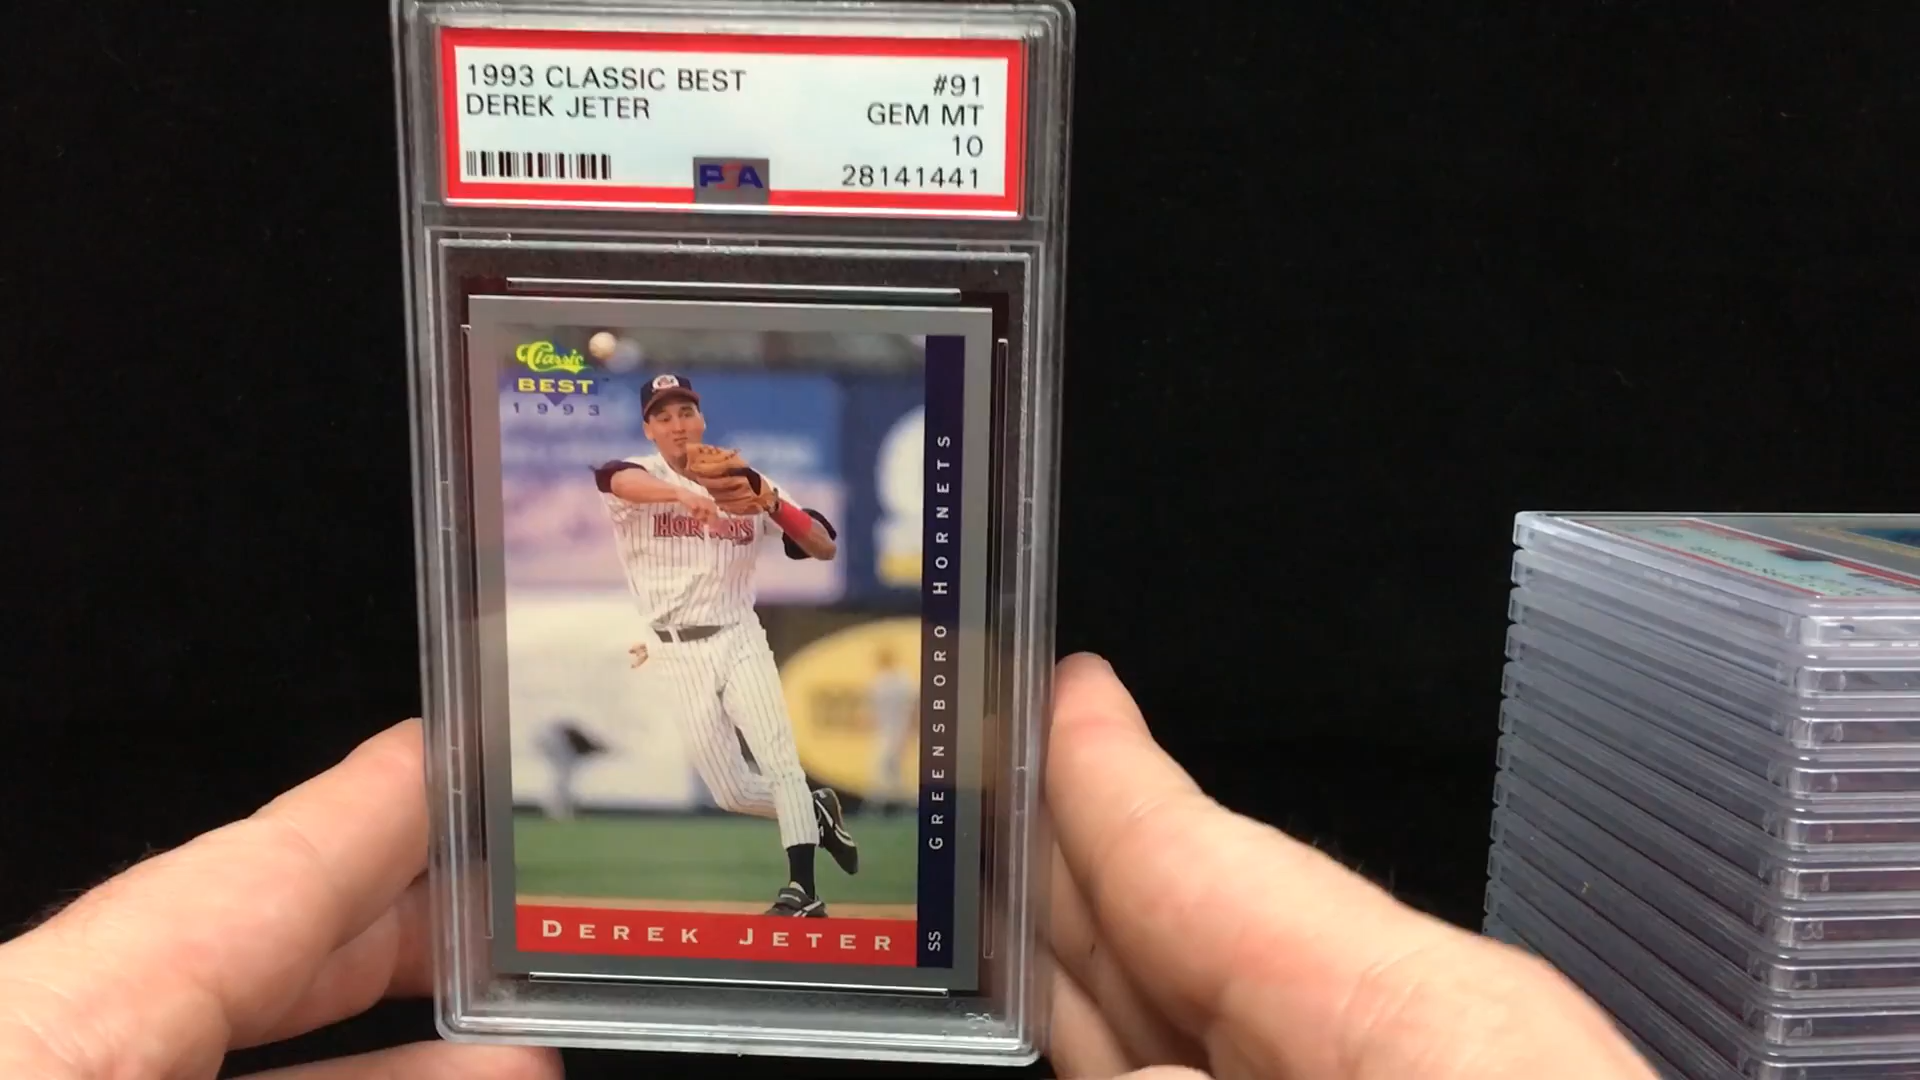 1993 CLASSIC BEST
DEREK JETER
#91
GEM MT
10
28141441
PSA
Classic
BEST
1993
HORNETS
GREENSBORO HORNETS
SS
DEREK JETER